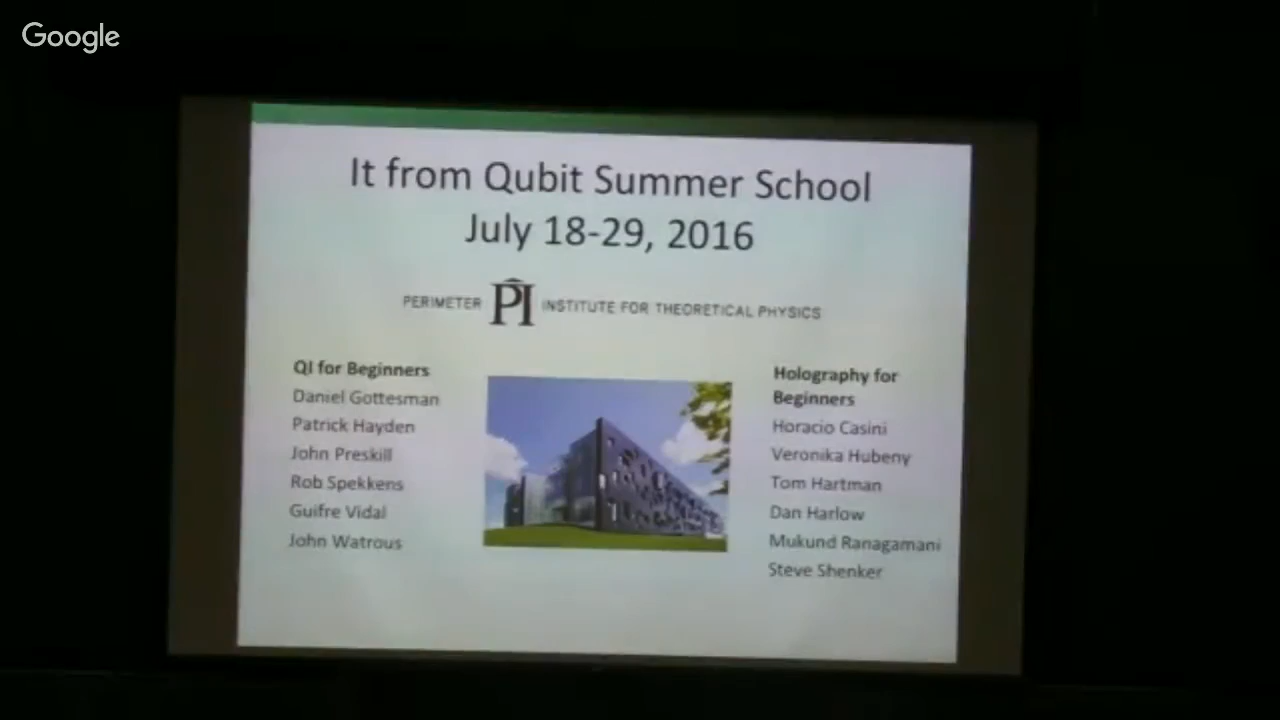 Google
It from Qubit Summer School
July 18-29, 2016
PERIMETER PI INSTITUTE FOR THEORETICAL PHYSICS
QI for Beginners
Daniel Gottesman
Patrick Hayden
John Preskill
Rob Spekkens
Guifre Vidal
John Watrous
Holography for
Beginners
Horacio Casini
Veronika Hubeny
Tom Hartman
Dan Harlow
Mukund Ranagamani
Steve Shenker